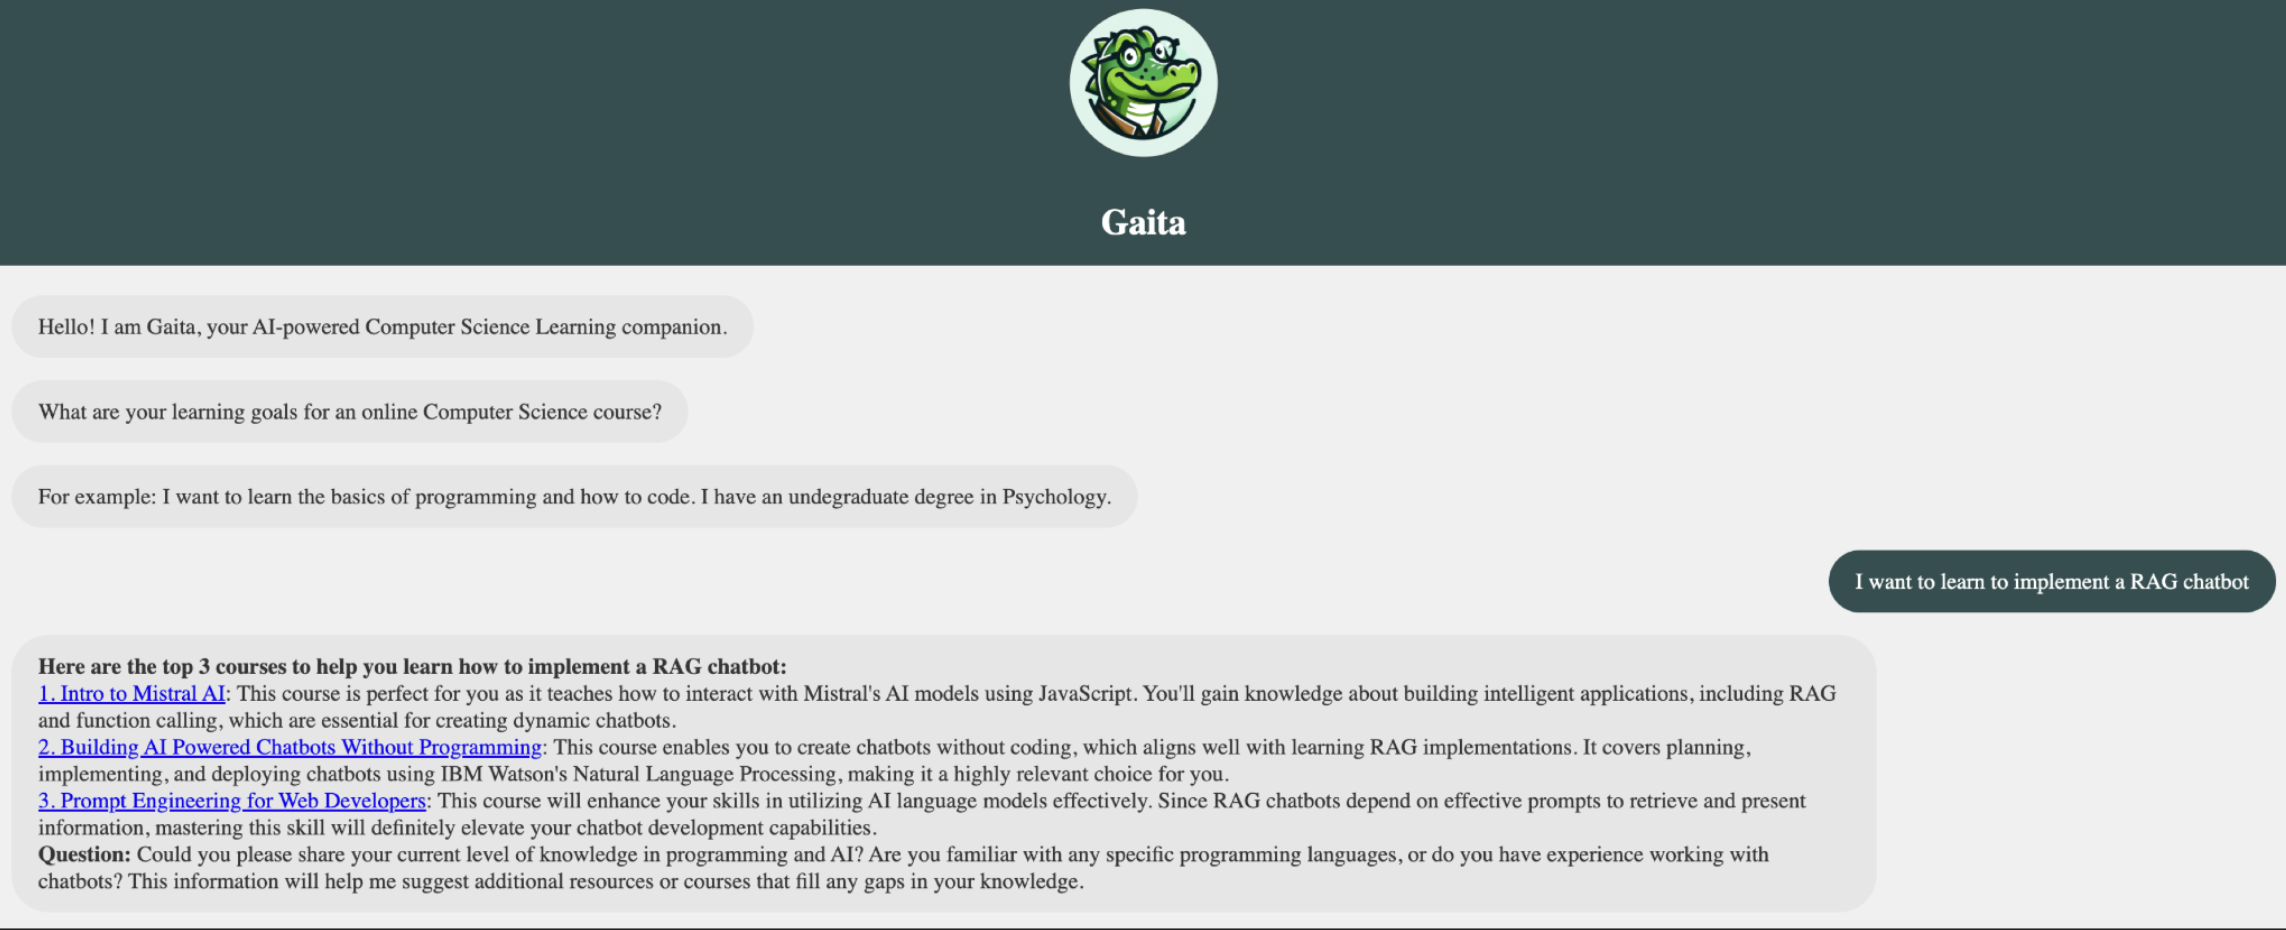 Gaita
Hello! I am Gaita, your AI-powered Computer Science Learning companion.
What are your learning goals for an online Computer Science course?
For example: I want to learn the basics of programming and how to code. I have an undegraduate degree in Psychology.
I want to learn to implement a RAG chatbot
Here are the top 3 courses to help you learn how to implement a RAG chatbot:
1. Intro to Mistral AI: This course is perfect for you as it teaches how to interact with Mistral's AI models using JavaScript. You'll gain knowledge about building intelligent applications, including RAG
and function calling, which are essential for creating dynamic chatbots.
2. Building AI Powered Chatbots Without Programming: This course enables you to create chatbots without coding, which aligns well with learning RAG implementations. It covers planning,
implementing, and deploying chatbots using IBM Watson's Natural Language Processing, making it a highly relevant choice for you.
3. Prompt Engineering for Web Developers: This course will enhance your skills in utilizing AI language models effectively. Since RAG chatbots depend on effective prompts to retrieve and present
information, mastering this skill will definitely elevate your chatbot development capabilities.
Question: Could you please share your current level of knowledge in programming and AI? Are you familiar with any specific programming languages, or do you have experience working with
chatbots? This information will help me suggest additional resources or courses that fill any gaps in your knowledge.